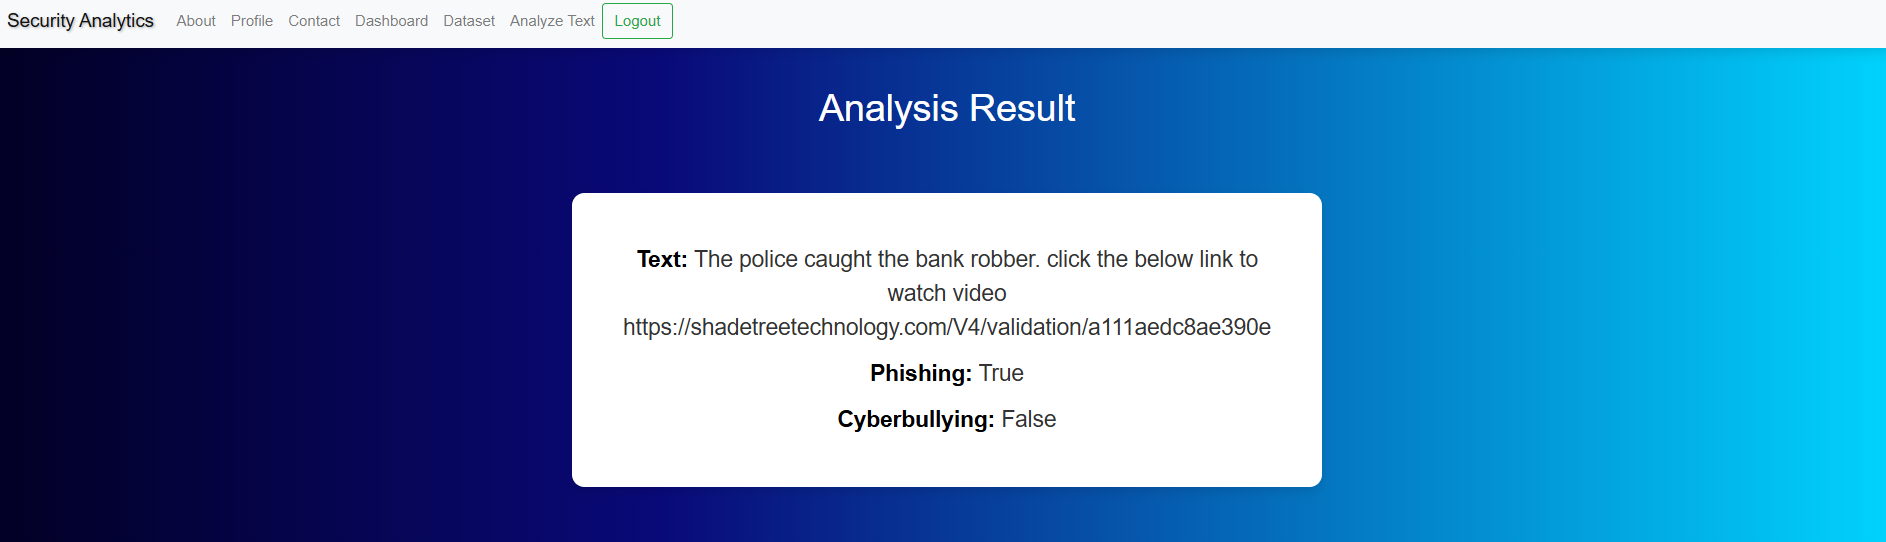 Security Analytics About Profile Contact Dashboard Dataset Analyze Text Logout
Analysis Result
Text: The police caught the bank robber. click the below link to
watch video
https://shadetreetechnology.com/V4/validation/a111aedc8ae390e
Phishing: True
Cyberbullying: False